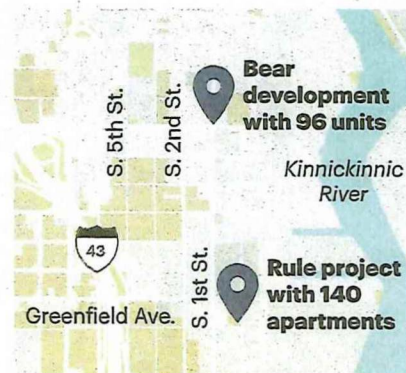 Bear
development
with 96 units
S. 5th St.
S. 2nd St.
Kinnickinnic
River
43
S. 1st St.
Rule project
with 140
apartments
Greenfield Ave.